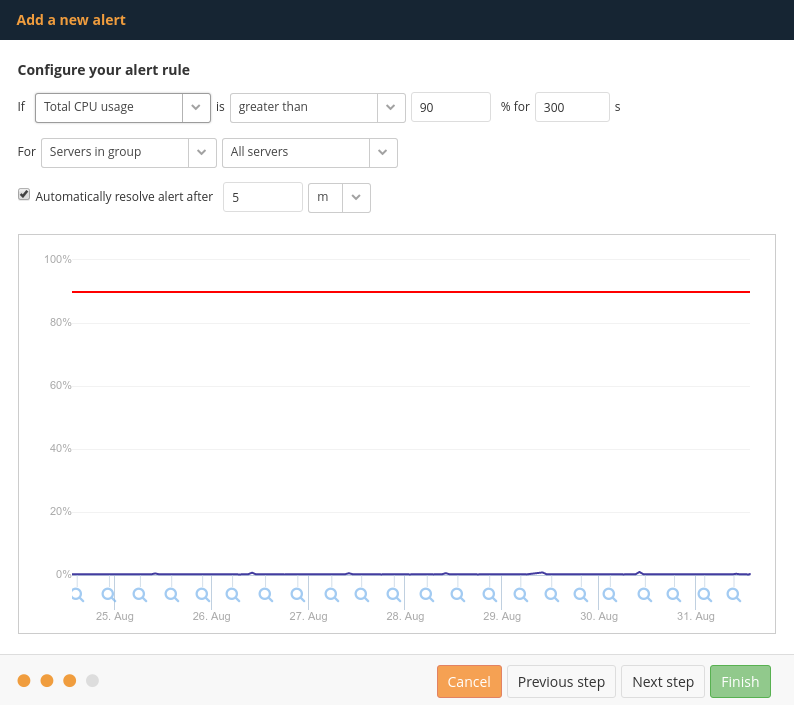 Add a new alert
Configure your alert rule
If Total CPU usage is greater than 90 % for 300 s
For Servers in group All servers
Automatically resolve alert after 5 m
100%
80%
60%
40%
20%
0%
25. Aug 26. Aug 27. Aug 28. Aug 29. Aug 30. Aug 31. Aug
Cancel Previous step Next step Finish